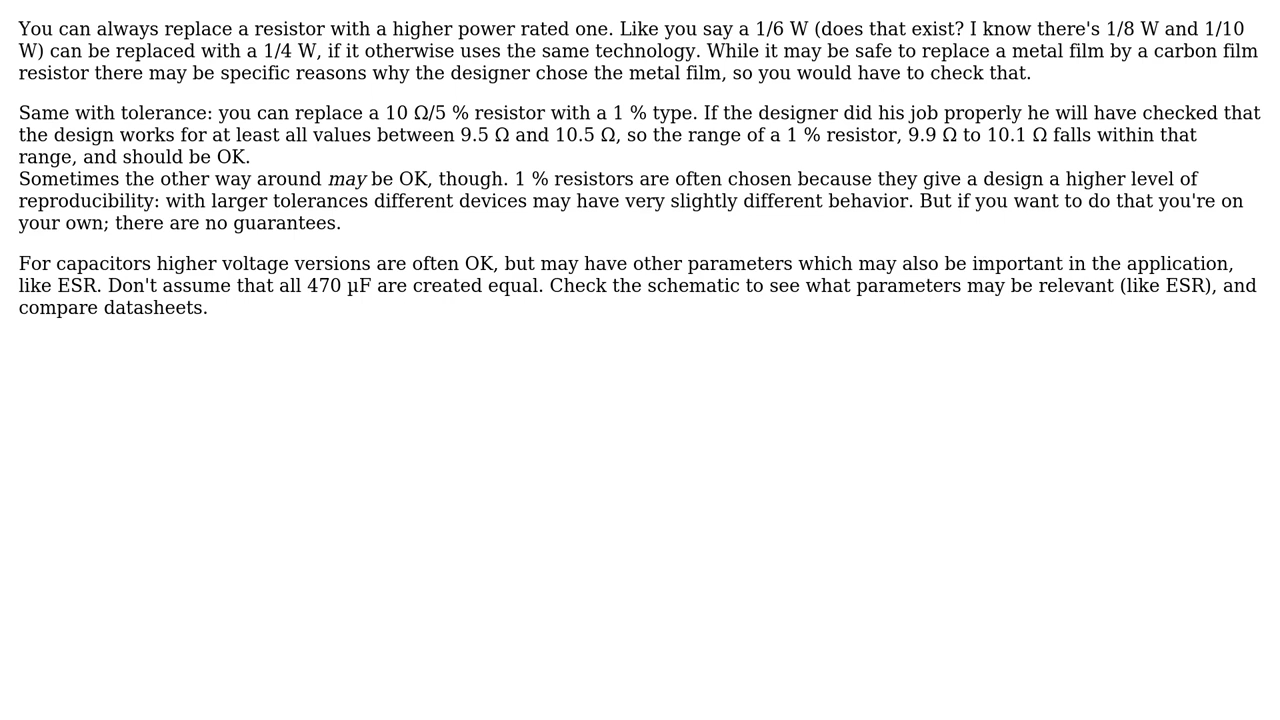 You can always replace a resistor with a higher power rated one. Like you say a 1/6 W (does that exist? I know there's 1/8 W and 1/10
W) can be replaced with a 1/4 W, if it otherwise uses the same technology. While it may be safe to replace a metal film by a carbon film
resistor there may be specific reasons why the designer chose the metal film, so you would have to check that.
Same with tolerance: you can replace a 10 Ω/5 % resistor with a 1 % type. If the designer did his job properly he will have checked that
the design works for at least all values between 9.5 Ω and 10.5 Ω, so the range of a 1 % resistor, 9.9 Ω to 10.1 Ω falls within that
range, and should be OK.
Sometimes the other way around may be OK, though. 1 % resistors are often chosen because they give a design a higher level of
reproducibility: with larger tolerances different devices may have very slightly different behavior. But if you want to do that you're on
your own; there are no guarantees.
For capacitors higher voltage versions are often OK, but may have other parameters which may also be important in the application,
like ESR. Don't assume that all 470 µF are created equal. Check the schematic to see what parameters may be relevant (like ESR), and
compare datasheets.